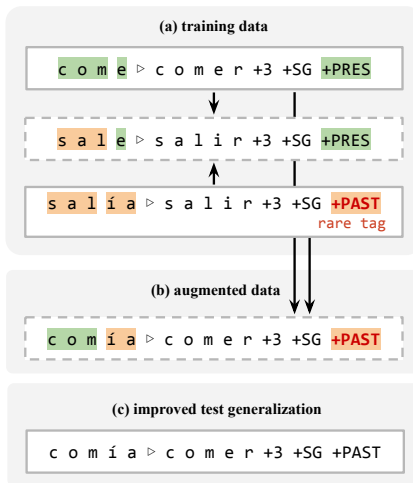 (a) training data
c o m e ▹ c o m e r +3 +SG +PRES
s a l e ▹ s a l i r +3 +SG +PRES
s a l í a ▹ s a l i r +3 +SG +PAST
rare tag
(b) augmented data
c o m í a ▹ c o m e r +3 +SG +PAST
(c) improved test generalization
c o m í a ▹ c o m e r +3 +SG +PAST